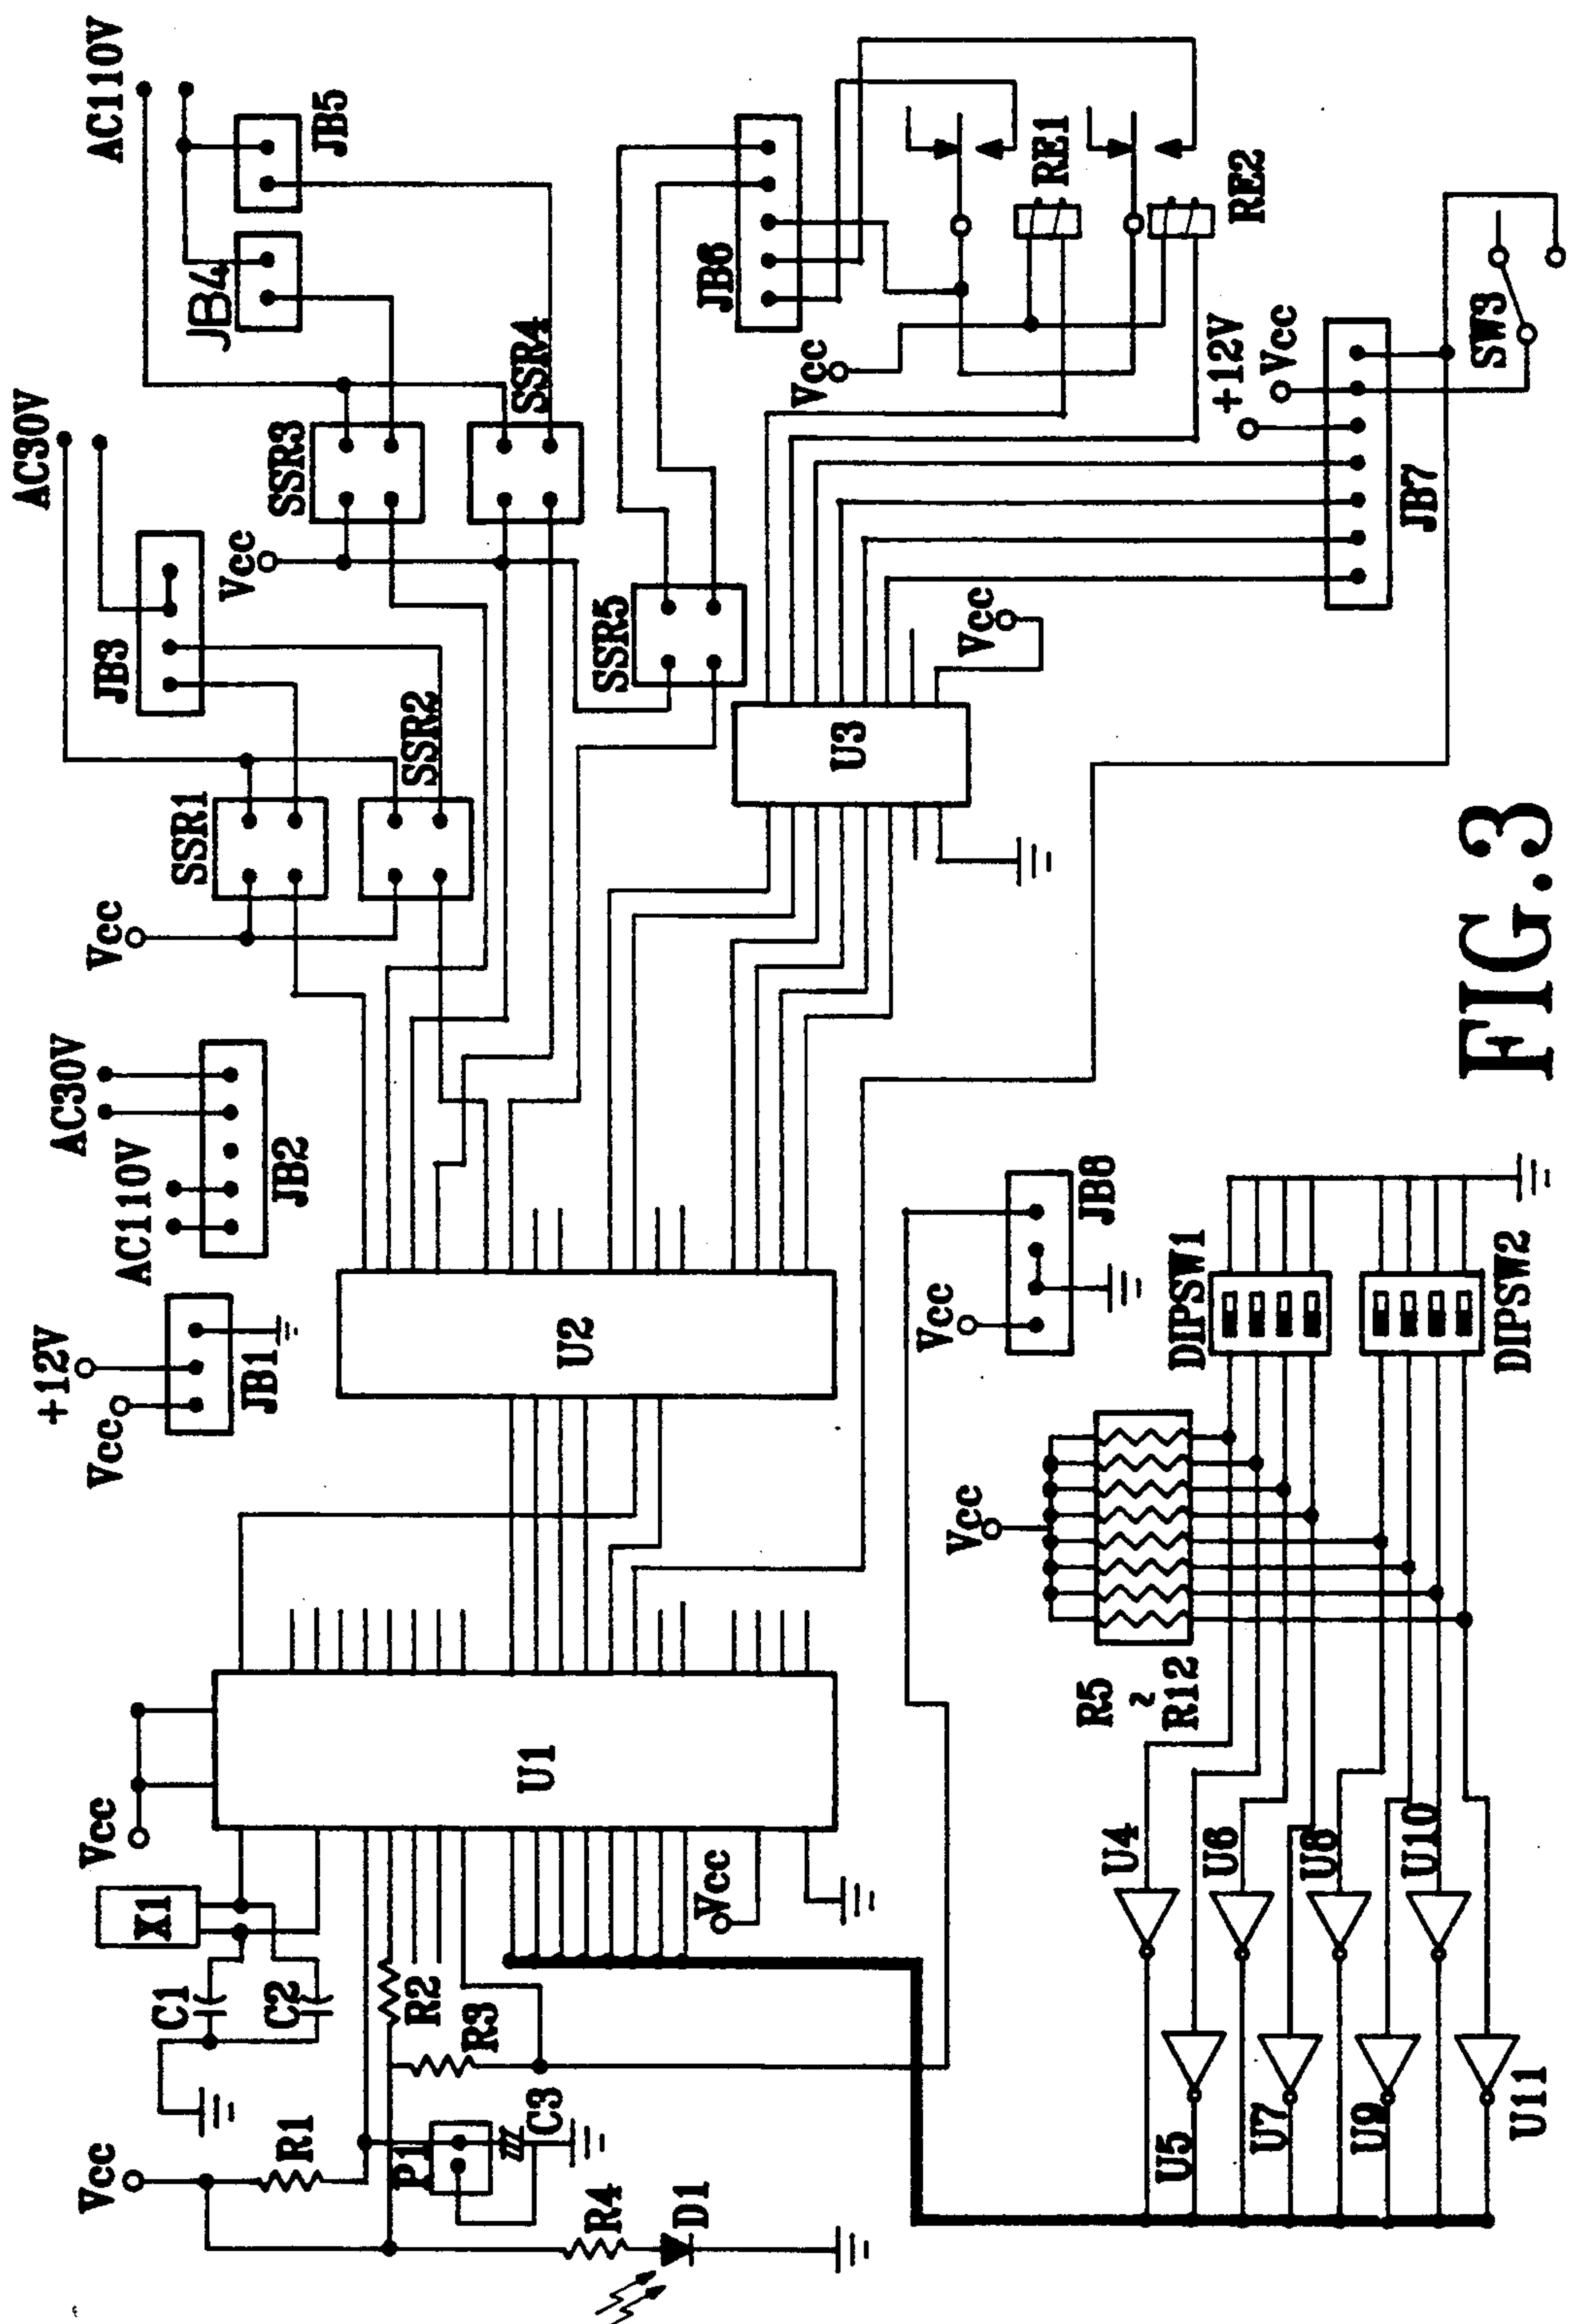 AC110V
JB5
JB4
AC30V
SSR3
SSR4
Vcc
JB3
SSR1
SSR2
Vcc
SSR5
JB6
RE1
RE2
Vcc
+12V
Vcc
SW3
JB7
U3
Vcc
AC30V
AC110V
JB2
+12V
Vcc
JB1
U2
Vcc
JB8
DIPSW1
DIPSW2
Vcc
R5
~
R12
Vcc
X1
U1
Vcc
C1
C2
R2
R3
Vcc
R1
P1
C3
R4
D1
U4
U6
U8
U10
U5
U7
U9
U11
FIG.3